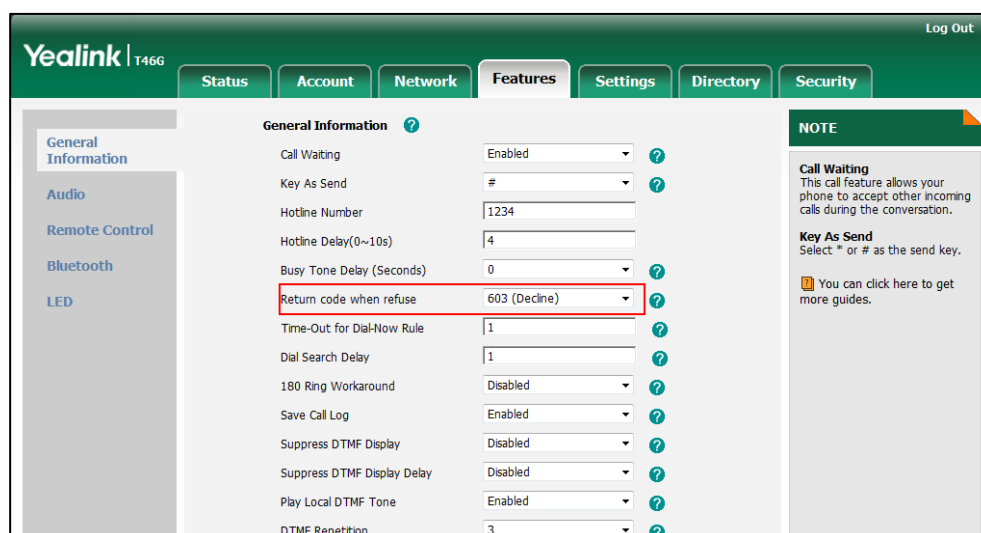 Log Out
Yealink | T46G
Status Account Network Features Settings Directory Security
General Information
Audio
Remote Control
Bluetooth
LED
General Information ?
Call Waiting Enabled ?
Key As Send # ?
Hotline Number 1234
Hotline Delay(0~10s) 4
Busy Tone Delay (Seconds) 0 ?
Return code when refuse 603 (Decline) ?
Time-Out for Dial-Now Rule 1 ?
Dial Search Delay 1 ?
180 Ring Workaround Disabled ?
Save Call Log Enabled ?
Suppress DTMF Display Disabled ?
Suppress DTMF Display Delay Disabled ?
Play Local DTMF Tone Enabled ?
DTMF Repetition 3 ?
NOTE
Call Waiting
This call feature allows your
phone to accept other incoming
calls during the conversation.
Key As Send
Select * or # as the send key.
? You can click here to get
more guides.